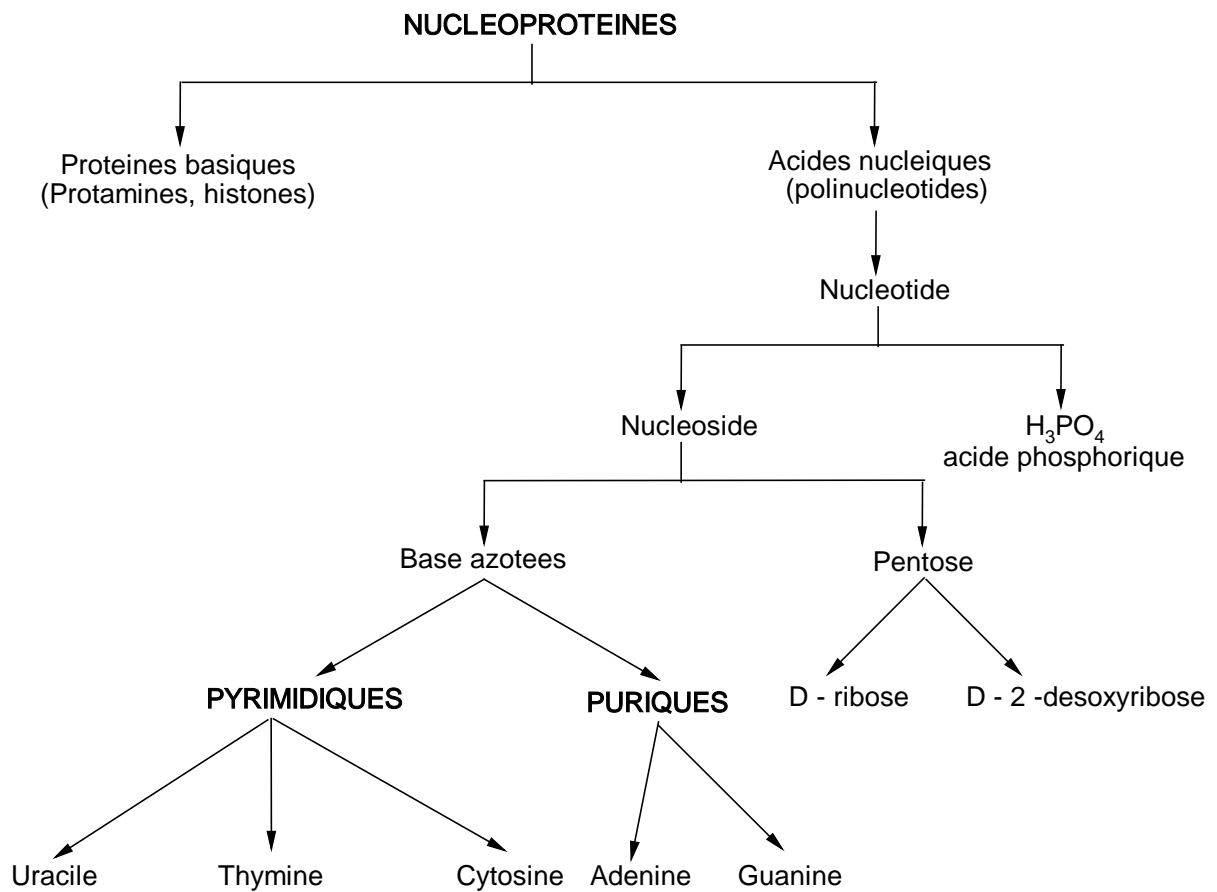 NUCLEOPROTEINES
Proteines basiques
(Protamines, histones)
Acides nucleiques
(polinucleotides)
Nucleotide
Nucleoside
H₃PO₄
acide phosphorique
Base azotees
Pentose
PYRIMIDIQUES
PURIQUES
D - ribose
D - 2 -desoxyribose
Uracile
Thymine
Cytosine
Adenine
Guanine